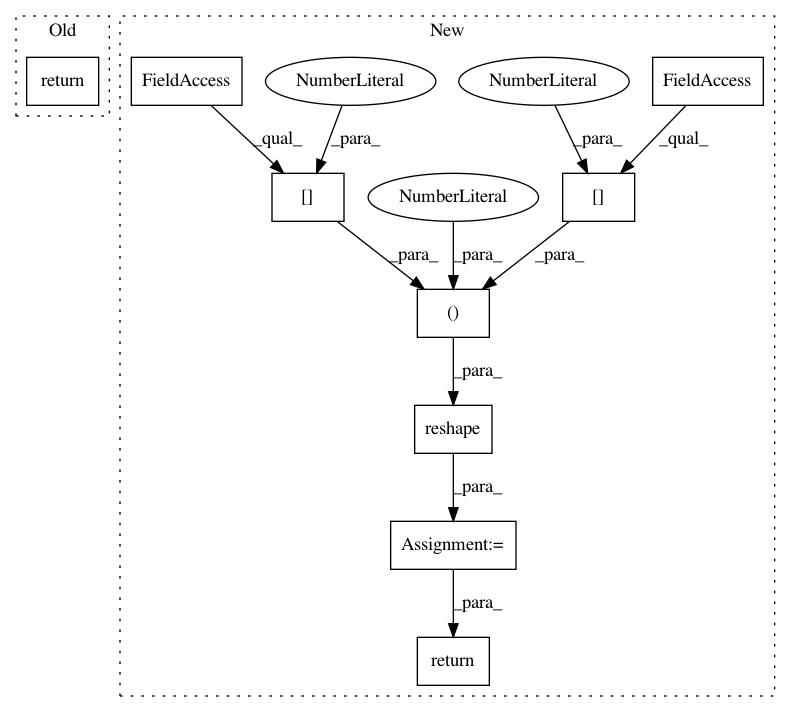 Old
New
return
FieldAccess
NumberLiteral
NumberLiteral
FieldAccess
_qual_
_para_
_para_
_qual_
[]
NumberLiteral
[]
_para_
_para_
_para_
()
_para_
reshape
_para_
Assignment:=
_para_
return